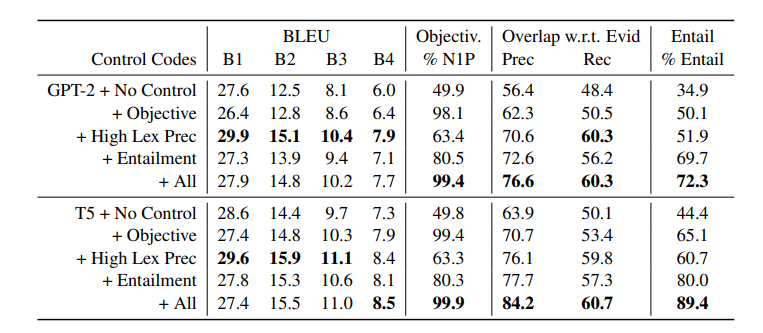 BLEU Objectiv. Overlap w.r.t. Evid Entail
Control Codes B1 B2 B3 B4 % N1P Prec Rec % Entail
GPT-2 + No Control 27.6 12.5 8.1 6.0 49.9 56.4 48.4 34.9
+ Objective 26.4 12.8 8.6 6.4 98.1 62.3 50.5 50.1
+ High Lex Prec 29.9 15.1 10.4 7.9 63.4 70.6 60.3 51.9
+ Entailment 27.3 13.9 9.4 7.1 80.5 72.6 56.2 69.7
+ All 27.9 14.8 10.2 7.7 99.4 76.6 60.3 72.3
T5 + No Control 28.6 14.4 9.7 7.3 49.8 63.9 50.1 44.4
+ Objective 27.4 14.8 10.3 7.9 99.4 70.7 53.4 65.1
+ High Lex Prec 29.6 15.9 11.1 8.4 63.3 76.1 59.8 60.7
+ Entailment 27.8 15.3 10.6 8.1 80.3 77.7 57.3 80.0
+ All 27.4 15.5 11.0 8.5 99.9 84.2 60.7 89.4